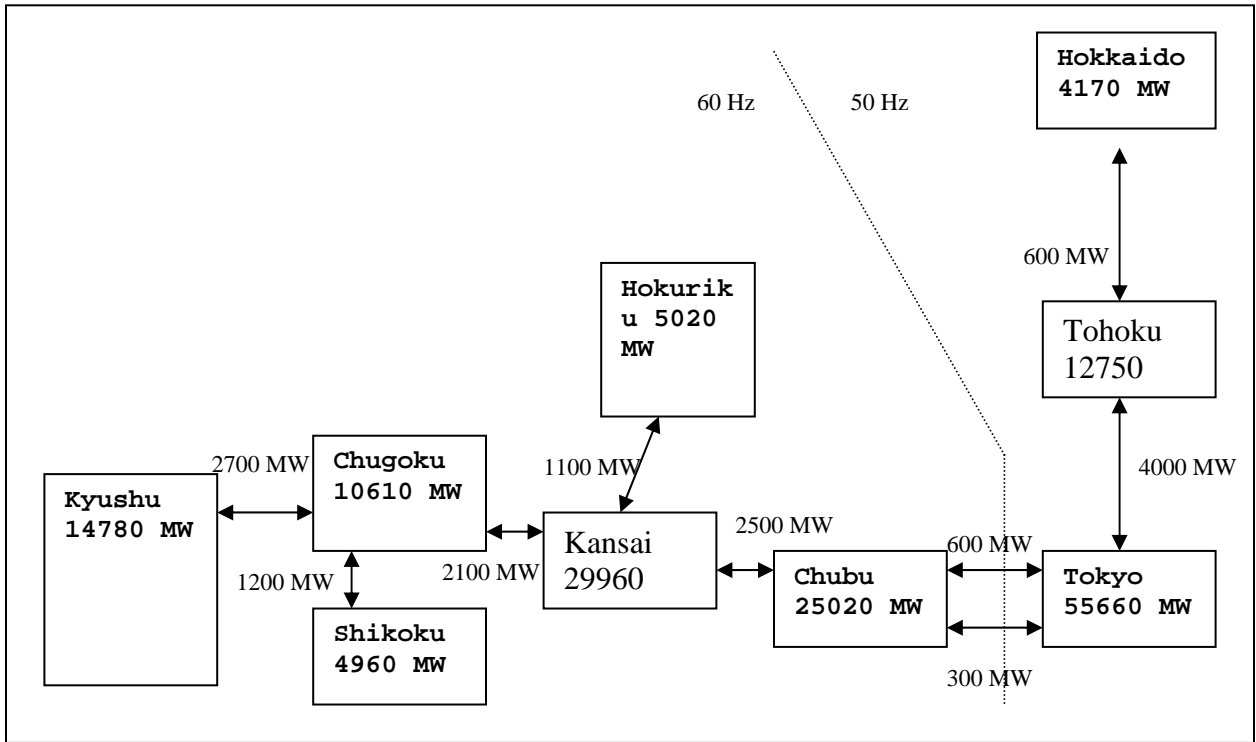 Hokkaido
4170 MW
60 Hz
50 Hz
600 MW
Hokurik
u 5020
MW
Tohoku
12750
2700 MW
Chugoku
10610 MW
1100 MW
4000 MW
Kyushu
14780 MW
Kansai
29960
2500 MW
600 MW
1200 MW
2100 MW
Chubu
25020 MW
Tokyo
55660 MW
Shikoku
4960 MW
300 MW